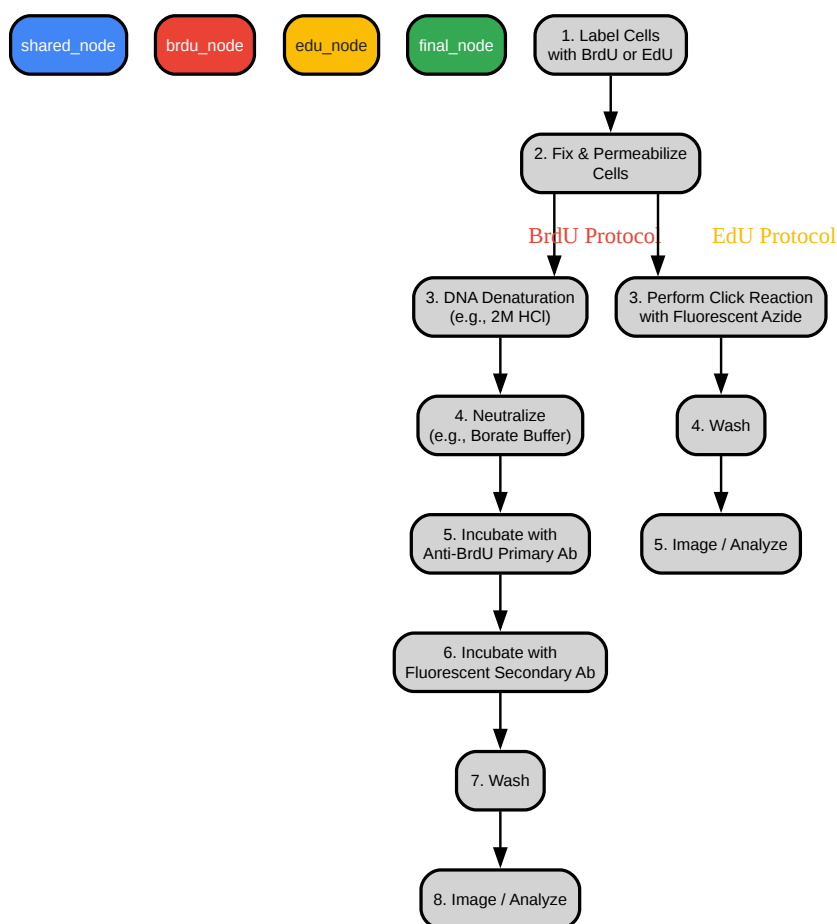 shared_node
brdu_node
edu_node
final_node
1. Label Cells
with BrdU or EdU
2. Fix & Permeabilize
Cells
BrdU Protocol
EdU Protocol
3. DNA Denaturation
(e.g., 2M HCl)
3. Perform Click Reaction
with Fluorescent Azide
4. Neutralize
(e.g., Borate Buffer)
4. Wash
5. Incubate with
Anti-BrdU Primary Ab
5. Image / Analyze
6. Incubate with
Fluorescent Secondary Ab
7. Wash
8. Image / Analyze